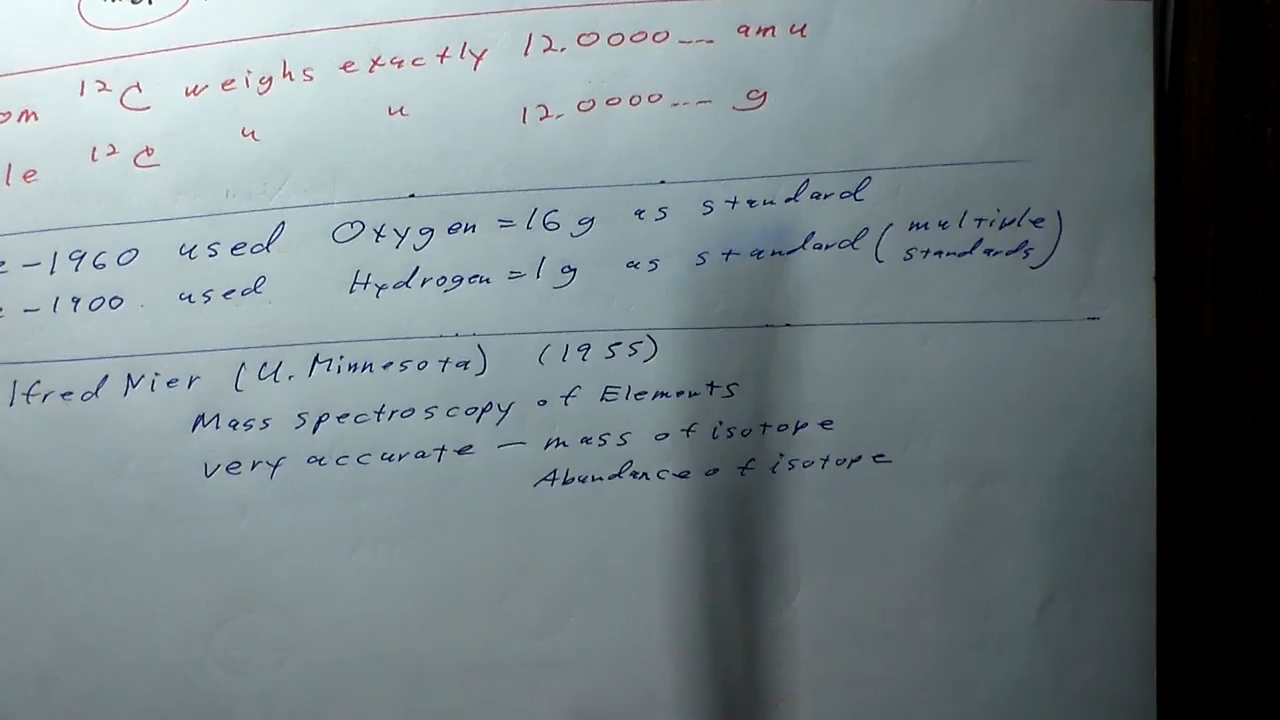 om ¹²C weighs exactly 12.0000... amu
le ¹²C " " 12.0000... g
e -1960 used Oxygen = 16 g as standard
e -1900. used Hydrogen = 1 g as standard (multiple standards)
lfred Nier (U. Minnesota) (1955)
Mass spectroscopy of Elements
very accurate — mass of isotope
Abundance of isotope